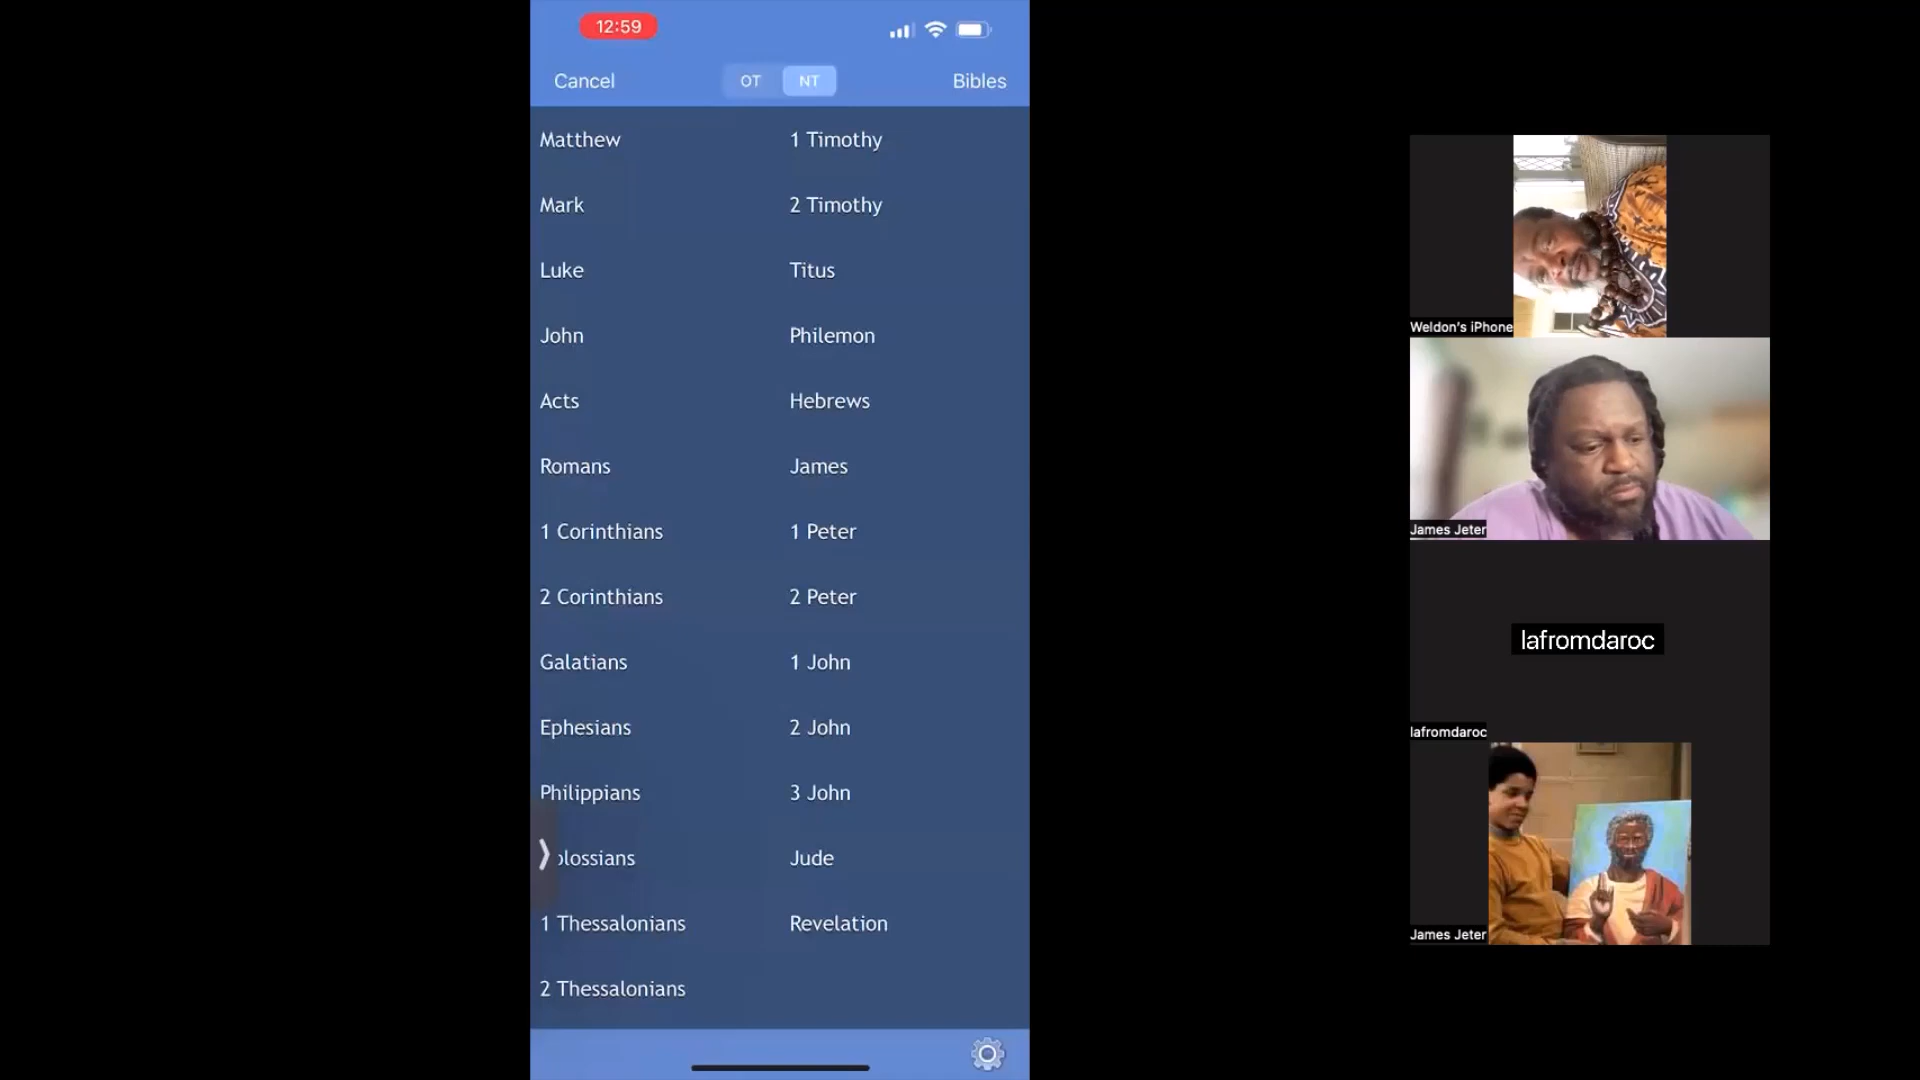 12:59
Cancel
OT
NT
Bibles
Matthew
1 Timothy
Mark
2 Timothy
Luke
Titus
John
Philemon
Acts
Hebrews
Romans
James
1 Corinthians
1 Peter
2 Corinthians
2 Peter
Galatians
1 John
Ephesians
2 John
Philippians
3 John
olossians
Jude
1 Thessalonians
Revelation
2 Thessalonians
Weldon's iPhone
James Jeter
lafromdaroc
lafromdaroc
James Jeter